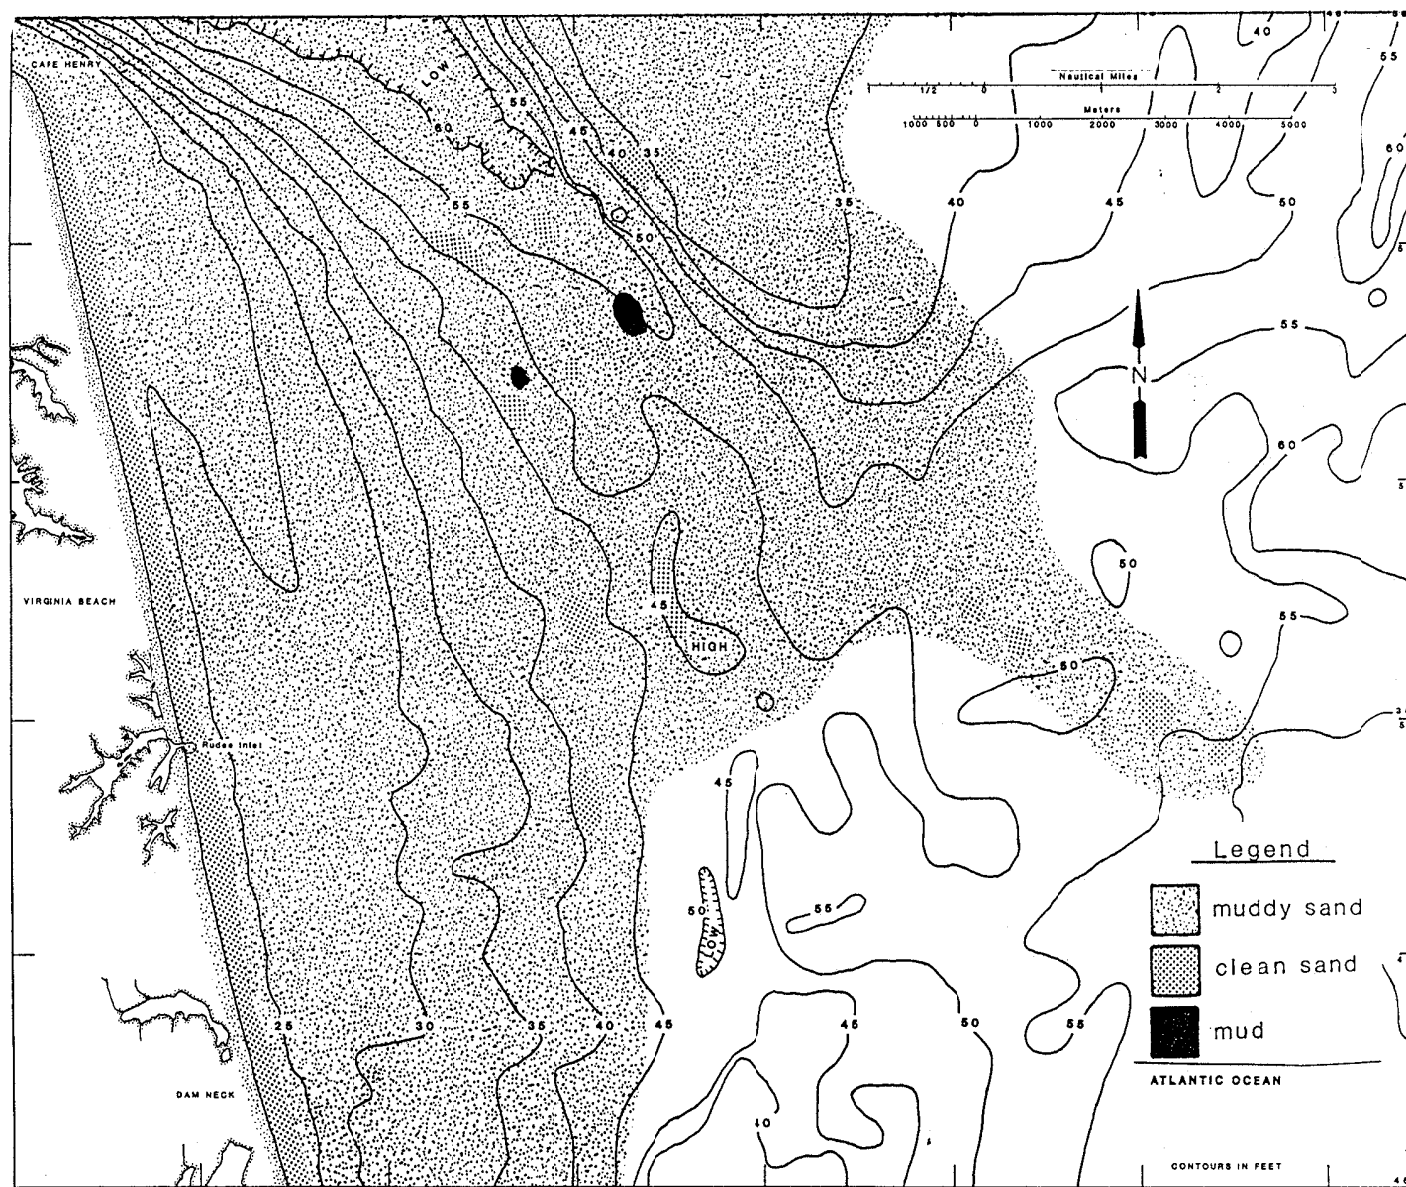 40
55
CAPE HENRY
LOW
Nautical Miles
1 1/2 0 1 2 3
Meters
1000 500 0 1000 2000 3000 4000 5000
55
60
45
40
35
60
55
35
40
45
50
50
55
60
50
VIRGINIA BEACH
45
HIGH
55
50
N
Rudee Inlet
45
Legend
muddy sand
50
LOW
55
clean sand
25
30
35
40
45
45
50
55
mud
ATLANTIC OCEAN
DAM NECK
40
CONTOURS IN FEET